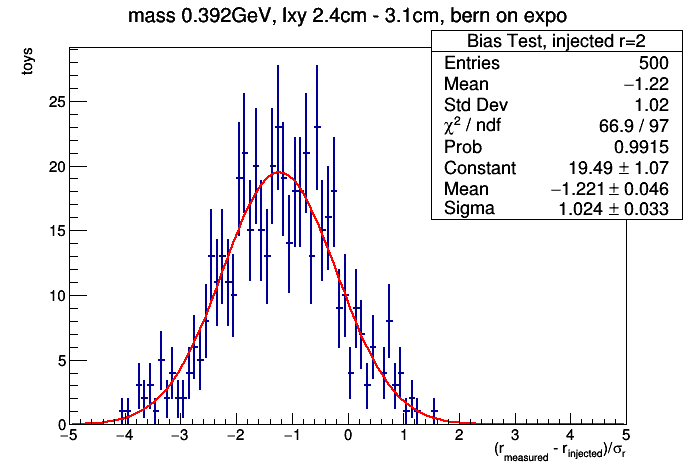 mass 0.392GeV, lxy 2.4cm - 3.1cm, bern on expo
Bias Test, injected r=2
Entries 500
Mean −1.22
Std Dev 1.02
χ² / ndf 66.9 / 97
Prob 0.9915
Constant 19.49 ± 1.07
Mean −1.221 ± 0.046
Sigma 1.024 ± 0.033
toys
25
20
15
10
5
0
−5 −4 −3 −2 −1 0 1 2 3 4 5
(r_measured - r_injected)/σ_r